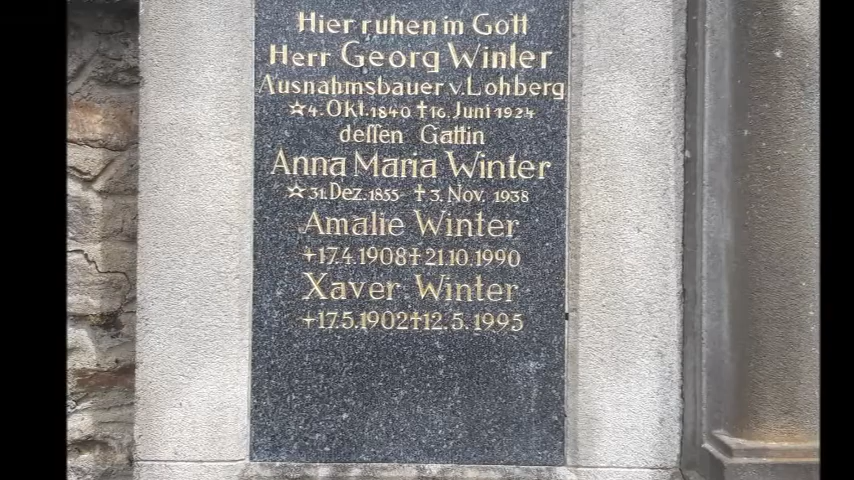 Hier ruhen in Gott
Herr Georg Winler
Ausnahmsbauer v. Lohberg
☆ 4. Okt. 1840 ✝ 16. Juni 1924
deſſen Gattin
Anna Maria Winter
☆ 31. Dez. 1855 ✝ 3. Nov. 1938
Amalie Winter
+17.4.1908 ✝ 21.10.1990
Xaver Winter
+17.5.1902 ✝ 12.5.1995